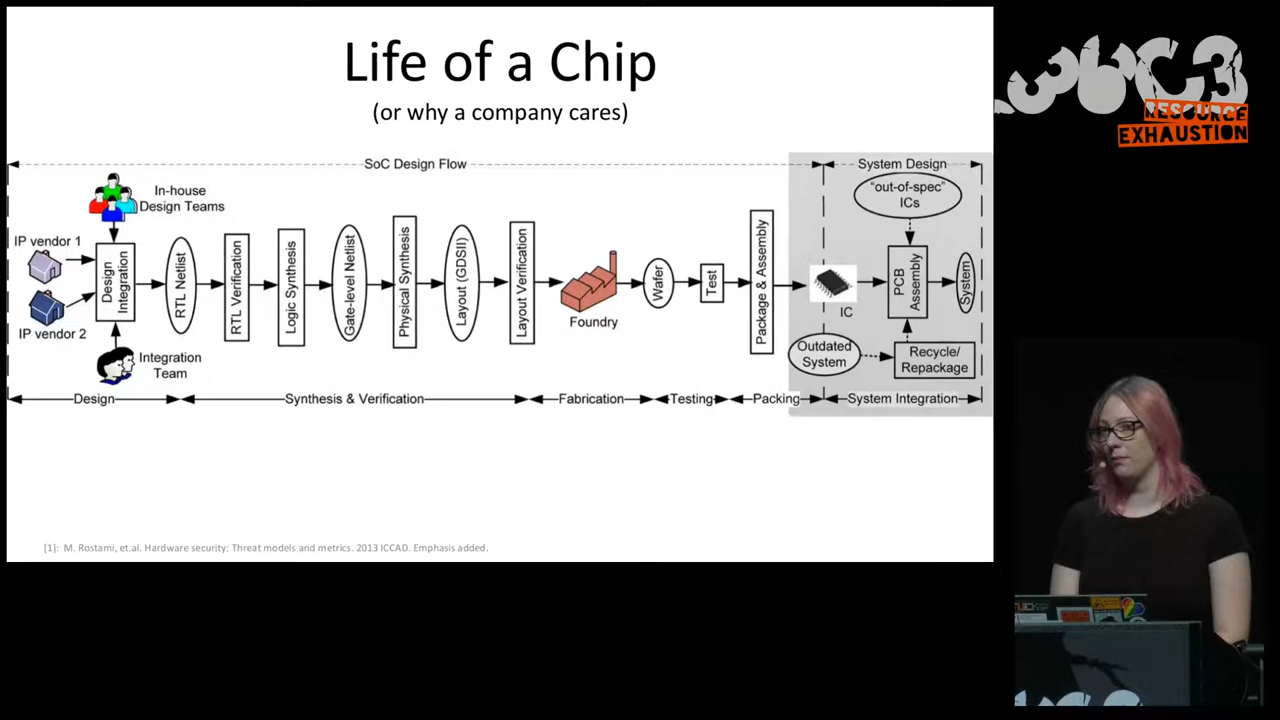 Life of a Chip
(or why a company cares)
36C3
RESOURCE
EXHAUSTION
SoC Design Flow
System Design
In-house
Design Teams
"out-of-spec"
ICs
IP vendor 1
IP vendor 2
Design
Integration
Integration
Team
RTL Netlist
RTL Verification
Logic Synthesis
Gate-level Netlist
Physical Synthesis
Layout (GDSII)
Layout Verification
Foundry
Wafer
Test
Package & Assembly
IC
PCB
Assembly
System
Outdated
System
Recycle/
Repackage
Design
Synthesis & Verification
Fabrication
Testing
Packing
System Integration
[1]: M. Rostami, et.al. Hardware security: Threat models and metrics. 2013 ICCAD. Emphasis added.